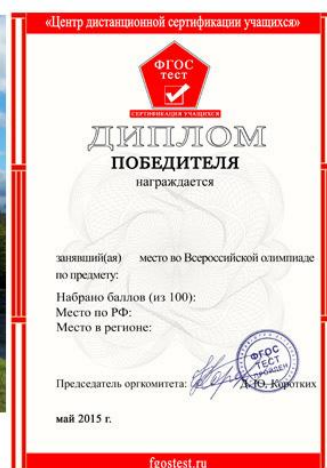 «Центр дистанционной сертификации учащихся»
ФГОС
ТЕСТ
СЕРТИФИКАЦИЯ УЧАЩИХСЯ
ДИПЛОМ
ПОБЕДИТЕЛЯ
награждается
занявший(ая) место во Всероссийской олимпиаде
по предмету:
Набрано баллов (из 100):
Место по РФ:
Место в регионе:
Председатель оргкомитета: Д.Ю. Коротких
ФГОС
ТЕСТ
ПРОЙДЕН
май 2015 г.
fgostest.ru